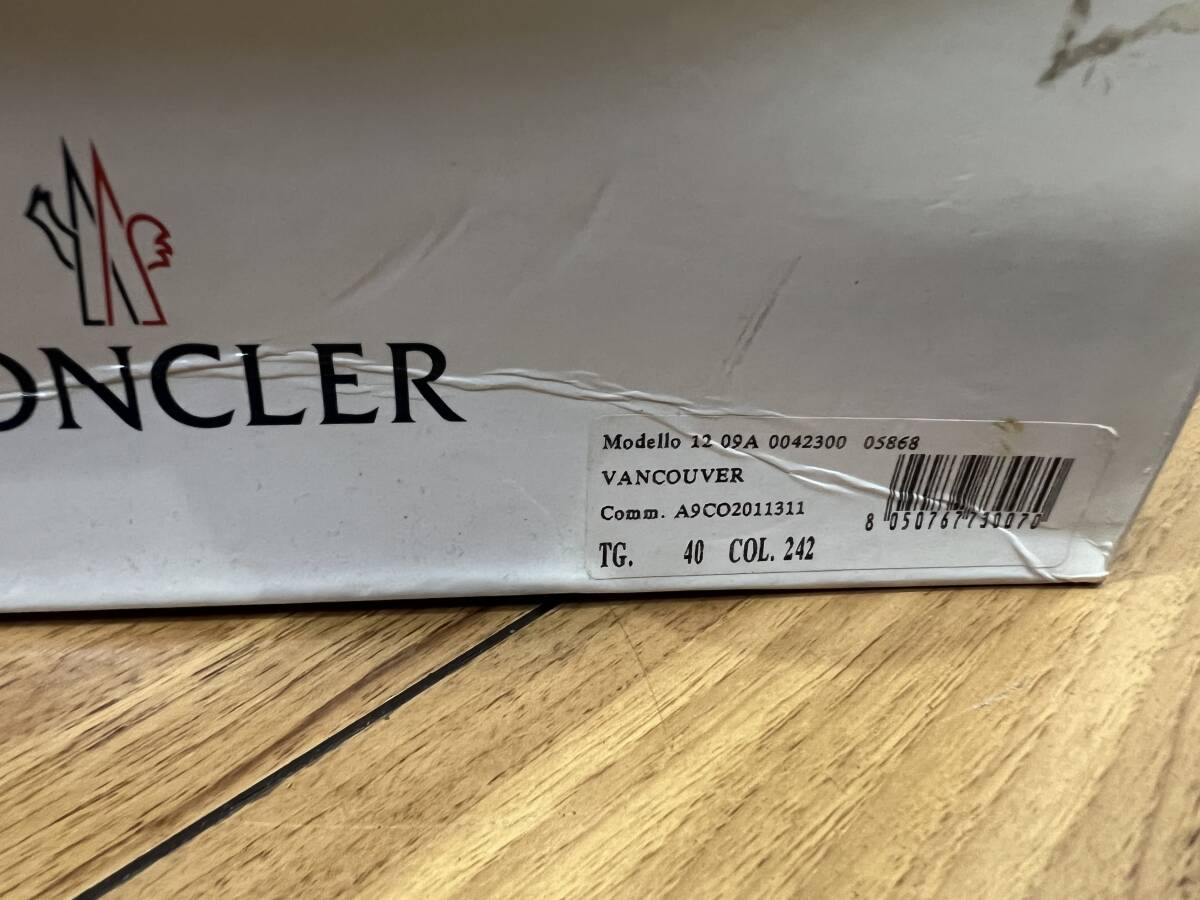 ONCLER
Modello 12 09A 0042300 05868
VANCOUVER
Comm. A9CO2011311
8 050767730070
TG. 40 COL. 242